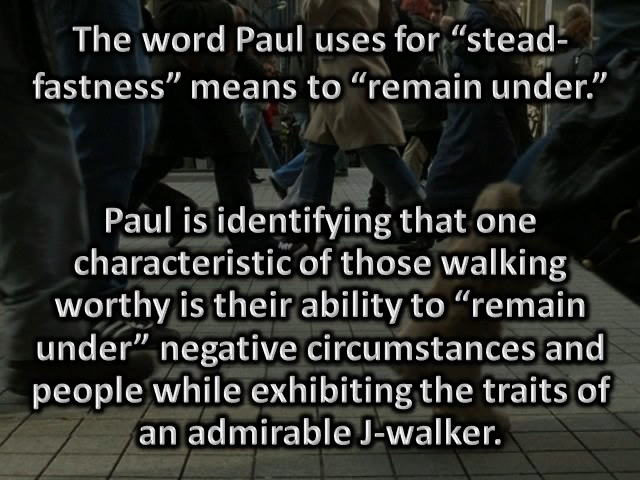 The word Paul uses for “stead-
fastness” means to “remain under.”
Paul is identifying that one
characteristic of those walking
worthy is their ability to “remain
under” negative circumstances and
people while exhibiting the traits of
an admirable J-walker.